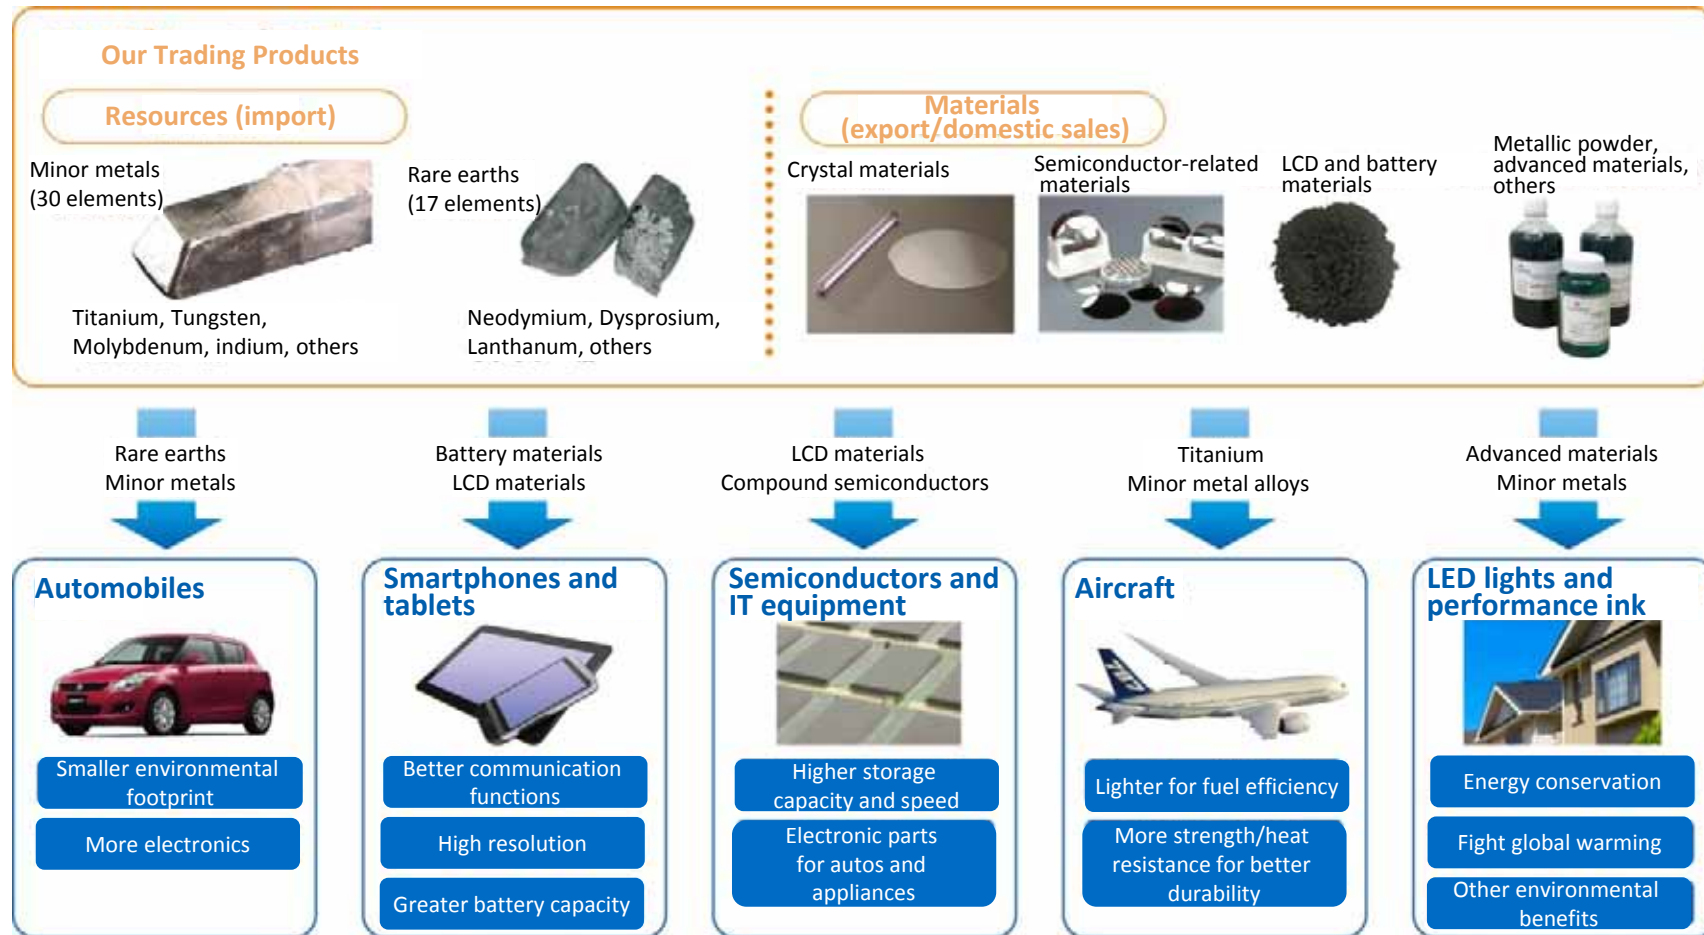 Our Trading Products
Resources (import)
Minor metals
(30 elements)
Rare earths
(17 elements)
Titanium, Tungsten,
Molybdenum, indium, others
Neodymium, Dysprosium,
Lanthanum, others
Materials
(export/domestic sales)
Crystal materials
Semiconductor-related
materials
LCD and battery
materials
Metallic powder,
advanced materials,
others
Rare earths
Minor metals
Battery materials
LCD materials
LCD materials
Compound semiconductors
Titanium
Minor metal alloys
Advanced materials
Minor metals
Automobiles
Smaller environmental
footprint
More electronics
Smartphones and
tablets
Better communication
functions
High resolution
Greater battery capacity
Semiconductors and
IT equipment
Higher storage
capacity and speed
Electronic parts
for autos and
appliances
Aircraft
787
Lighter for fuel efficiency
More strength/heat
resistance for better
durability
LED lights and
performance ink
Energy conservation
Fight global warming
Other environmental
benefits